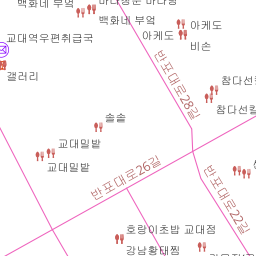 백화네 부엌
백화네 부엌
아케도
아케도
비손
교대역우편취급국
갤러리
참다선킬
참다선킬
반포대로28길
솔솔
교대밀밭
교대밀밭
반포대로26길
반포대로22길
호랑이초밥 교대점
강남황태찜